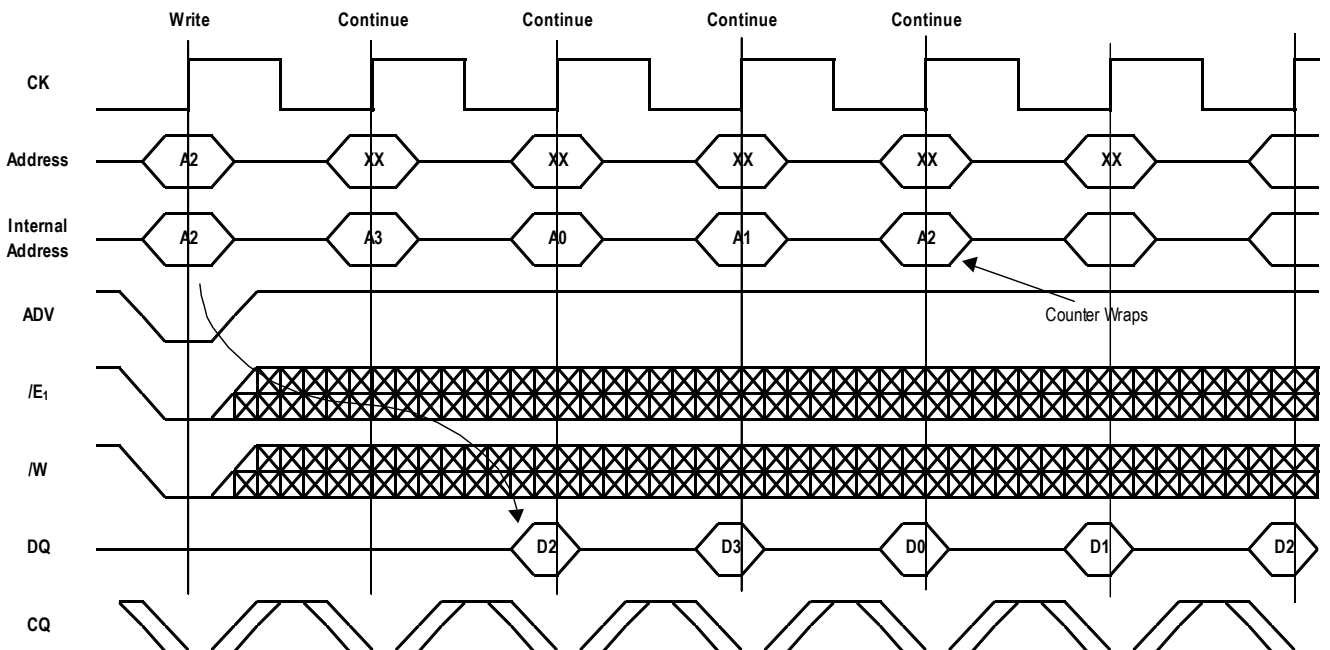 Write Continue Continue Continue Continue
CK
Address A2 XX XX XX XX XX
Internal
Address
A2 A3 A0 A1 A2
ADV
Counter Wraps
/E1
/W
DQ D2 D3 D0 D1 D2
CQ